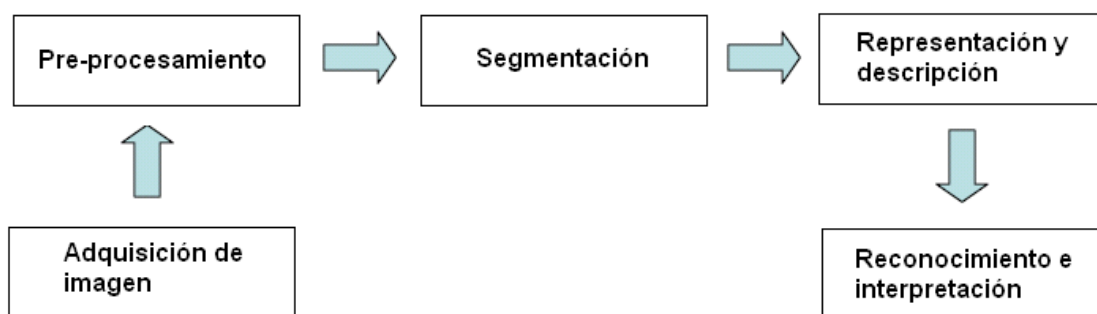 Pre-procesamiento
Segmentación
Representación y
descripción
Adquisición de
imagen
Reconocimiento e
interpretación